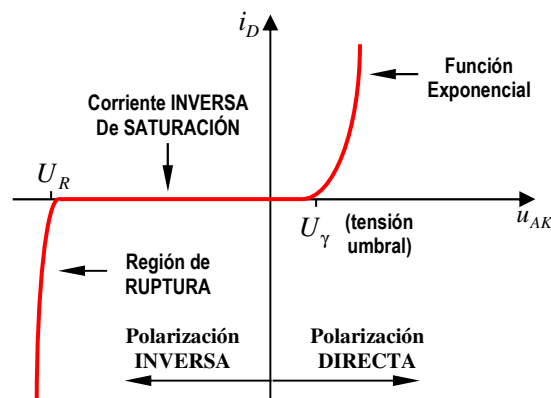 i_D
Función
Exponencial
Corriente INVERSA
De SATURACIÓN
U_R
U_γ
(tensión
umbral)
u_AK
Región de
RUPTURA
Polarización
INVERSA
Polarización
DIRECTA